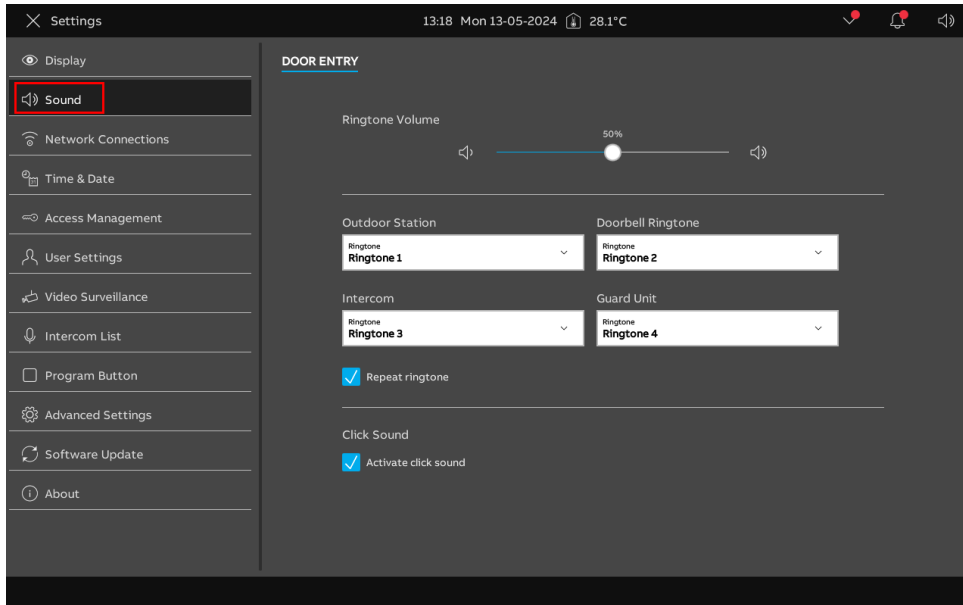 Settings
13:18 Mon 13-05-2024 28.1°C
Display
Sound
Network Connections
Time & Date
Access Management
User Settings
Video Surveillance
Intercom List
Program Button
Advanced Settings
Software Update
About
DOOR ENTRY
Ringtone Volume
50%
Outdoor Station
Ringtone
Ringtone 1
Doorbell Ringtone
Ringtone
Ringtone 2
Intercom
Ringtone
Ringtone 3
Guard Unit
Ringtone
Ringtone 4
Repeat ringtone
Click Sound
Activate click sound